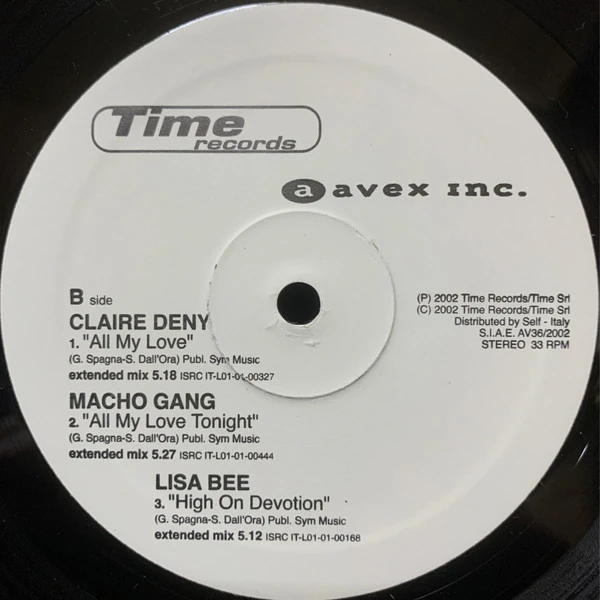 Time
records
a avex inc.
B side
CLAIRE DENY
1. "All My Love"
(G. Spagna-S. Dall'Ora) Publ. Sym Music
extended mix 5.18 ISRC IT-L01-01-00327
MACHO GANG
2. "All My Love Tonight"
(G. Spagna-S. Dall'Ora) Publ. Sym Music
extended mix 5.27 ISRC IT-L01-01-00444
LISA BEE
3. "High On Devotion"
(G. Spagna-S. Dall'Ora) Publ. Sym Music
extended mix 5.12 ISRC IT-L01-01-00168
(P) 2002 Time Records/Time Srl
(C) 2002 Time Records/Time Srl
Distributed by Self - Italy
S.I.A.E. AV36/2002
STEREO 33 RPM